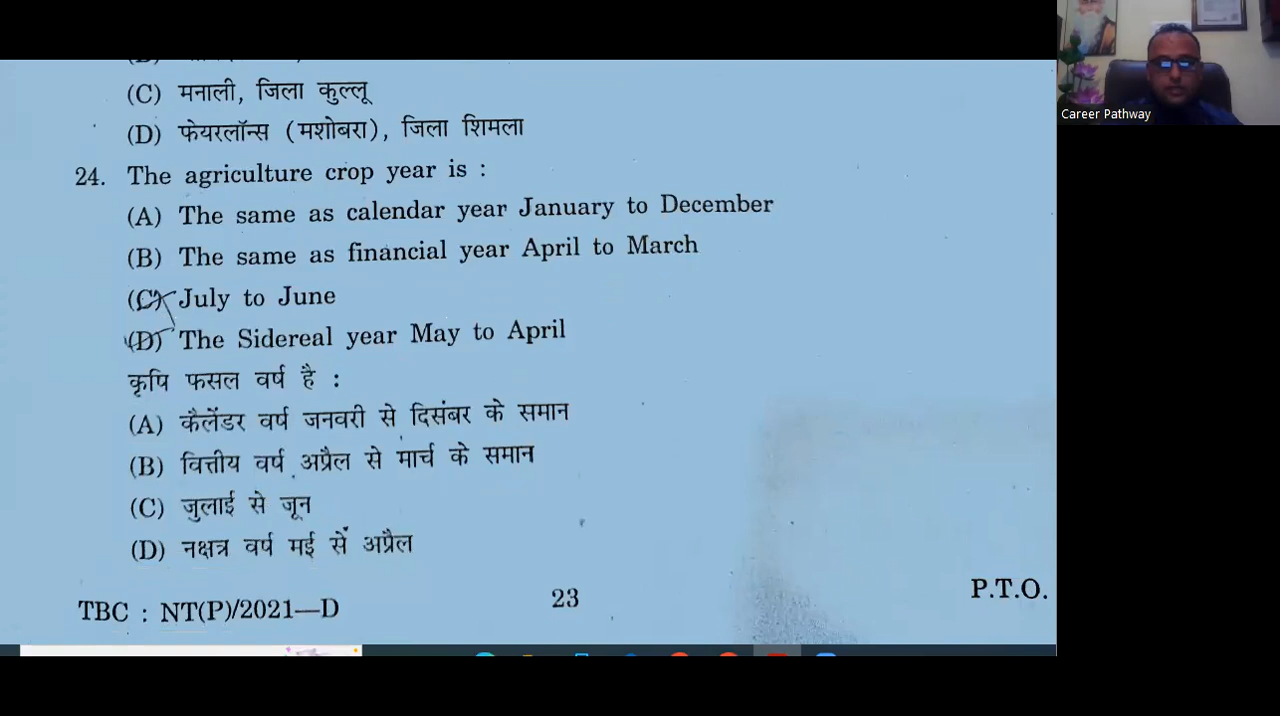 (C) मनाली, जिला कुल्लू
(D) फेयरलॉन्स (मशोबरा), जिला शिमला
24. The agriculture crop year is :
(A) The same as calendar year January to December
(B) The same as financial year April to March
(C) July to June
(D) The Sidereal year May to April
कृषि फसल वर्ष है :
(A) कैलेंडर वर्ष जनवरी से दिसंबर के समान
(B) वित्तीय वर्ष अप्रैल से मार्च के समान
(C) जुलाई से जून
(D) नक्षत्र वर्ष मई से अप्रैल
TBC : NT(P)/2021—D 23 P.T.O.
Career Pathway